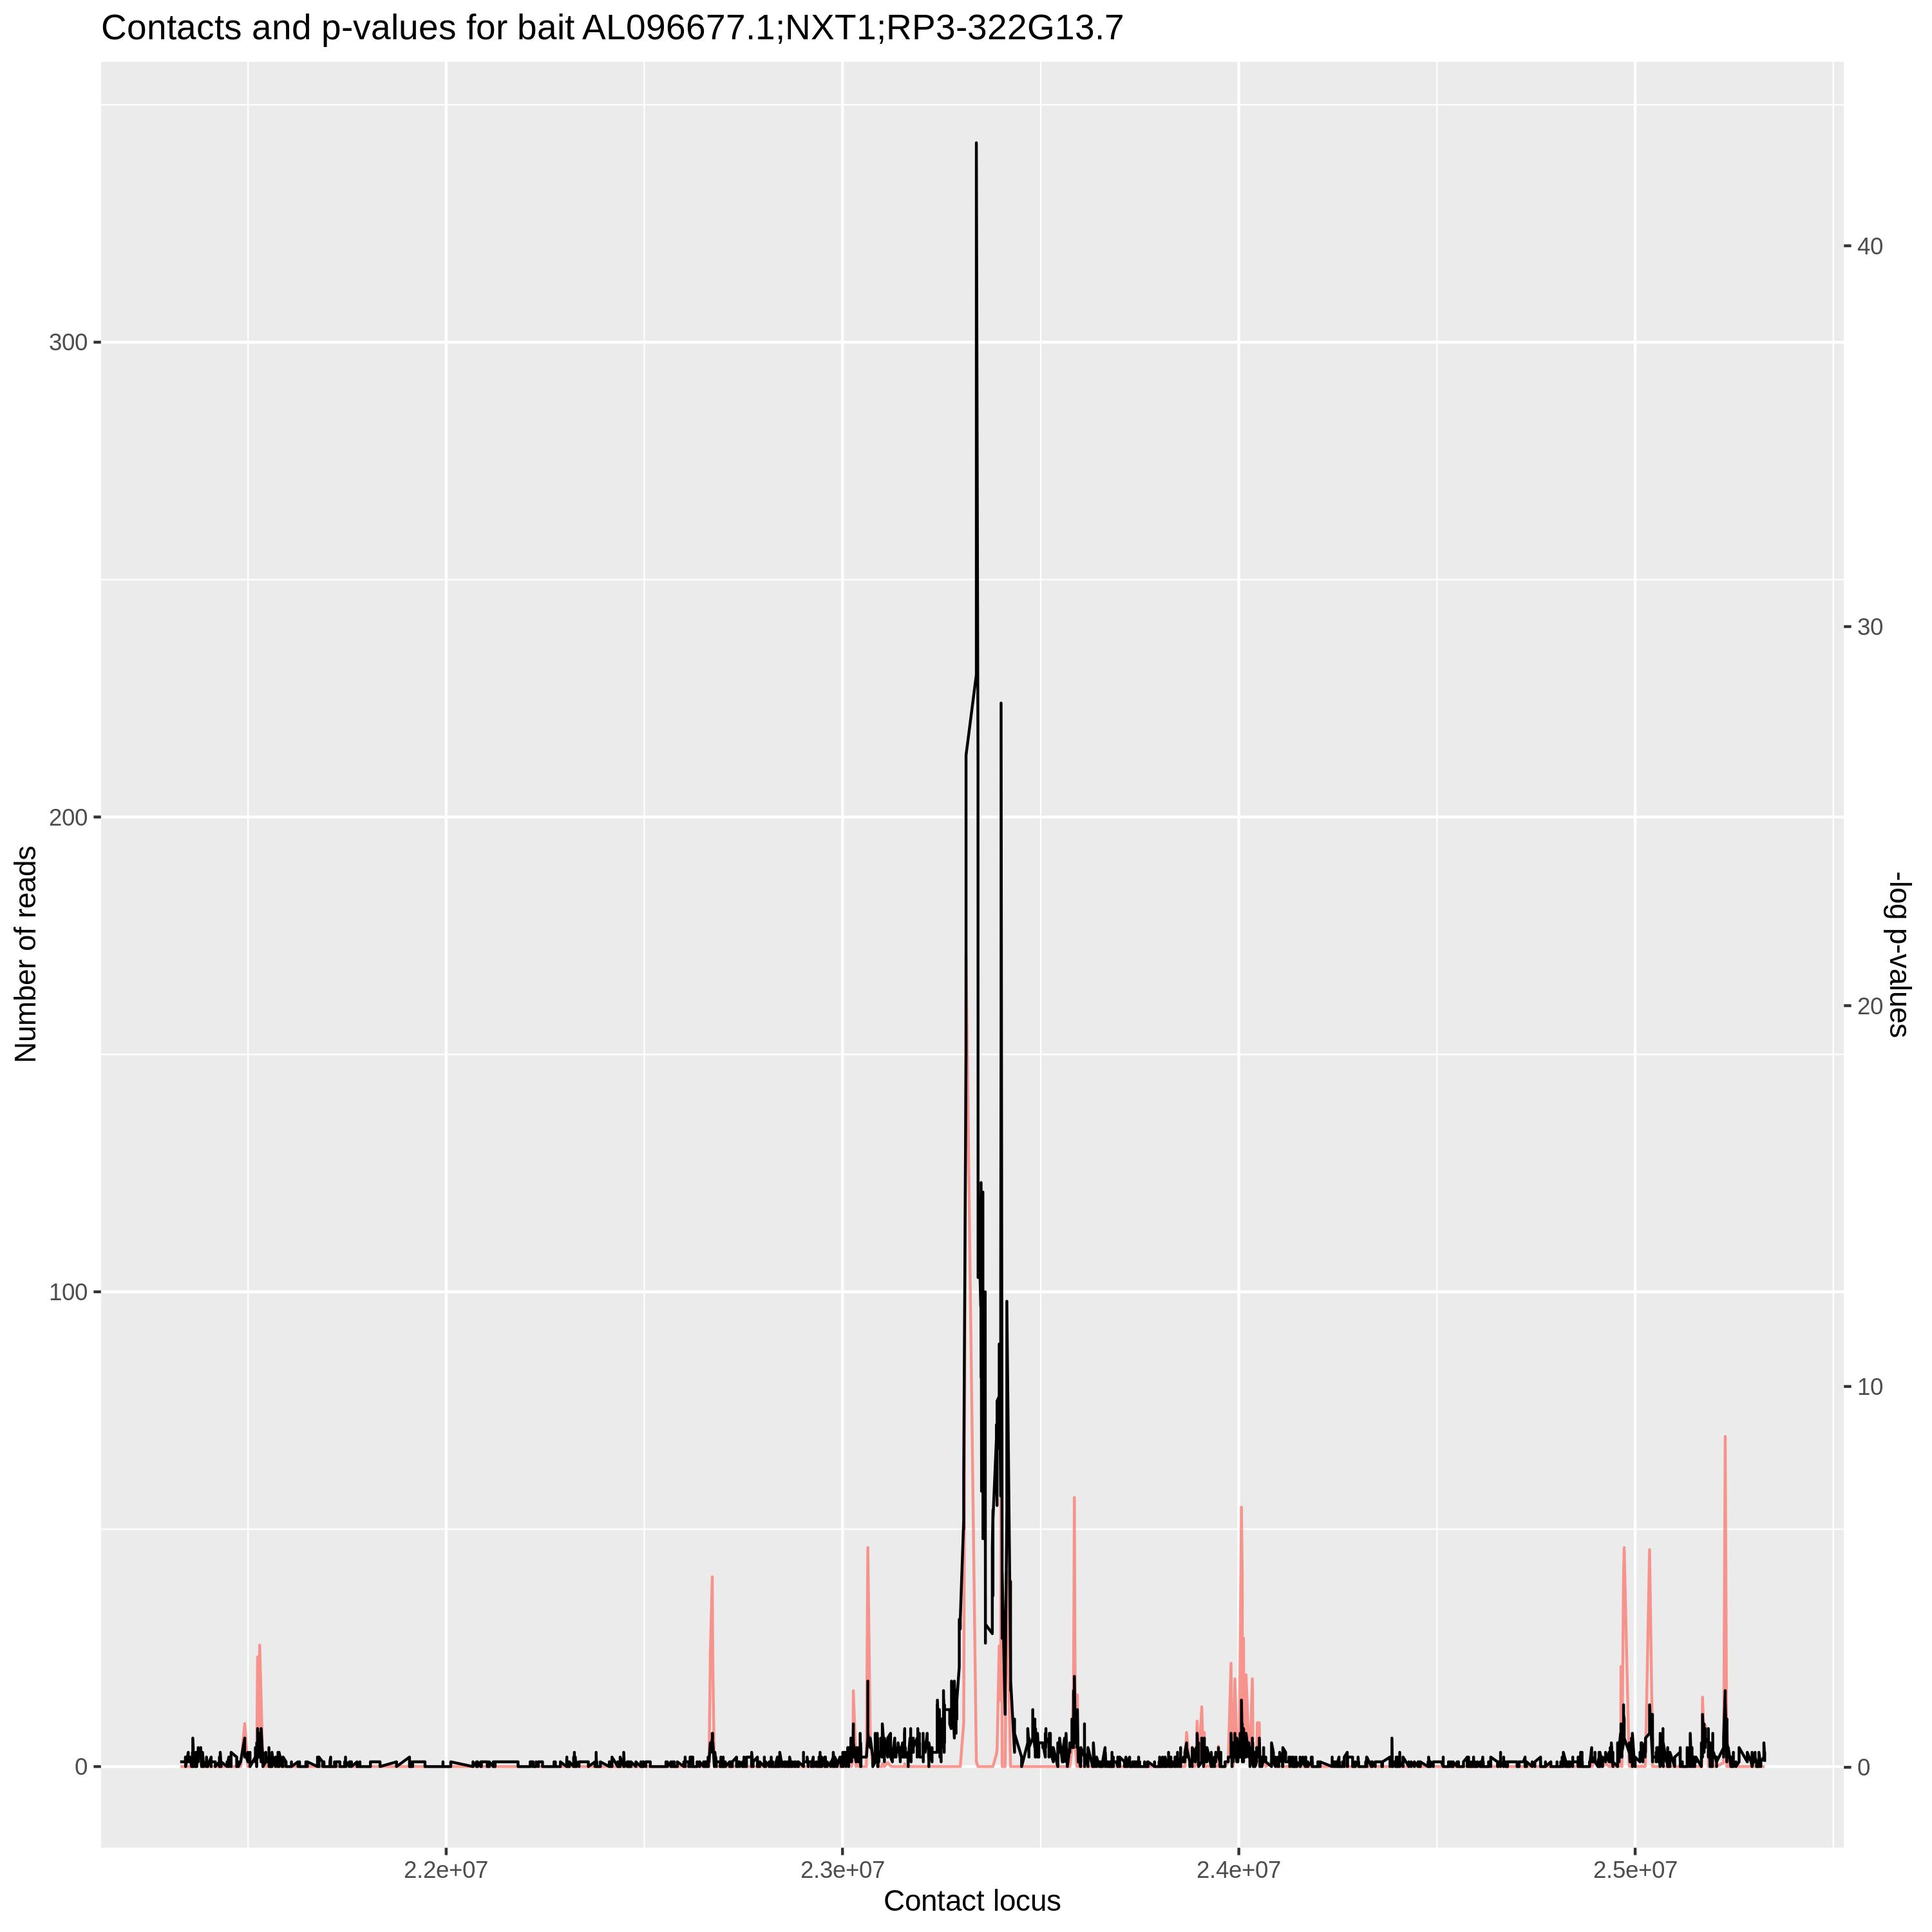 Contacts and p-values for bait AL096677.1;NXT1;RP3-322G13.7
300
200
100
0
Number of reads
40
30
20
10
0
-log p-values
2.2e+07
2.3e+07
2.4e+07
2.5e+07
Contact locus